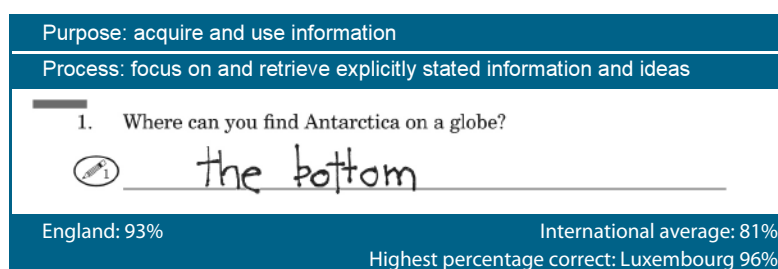 Purpose: acquire and use information
Process: focus on and retrieve explicitly stated information and ideas
1. Where can you find Antarctica on a globe?
1 the bottom
England: 93% International average: 81%
Highest percentage correct: Luxembourg 96%